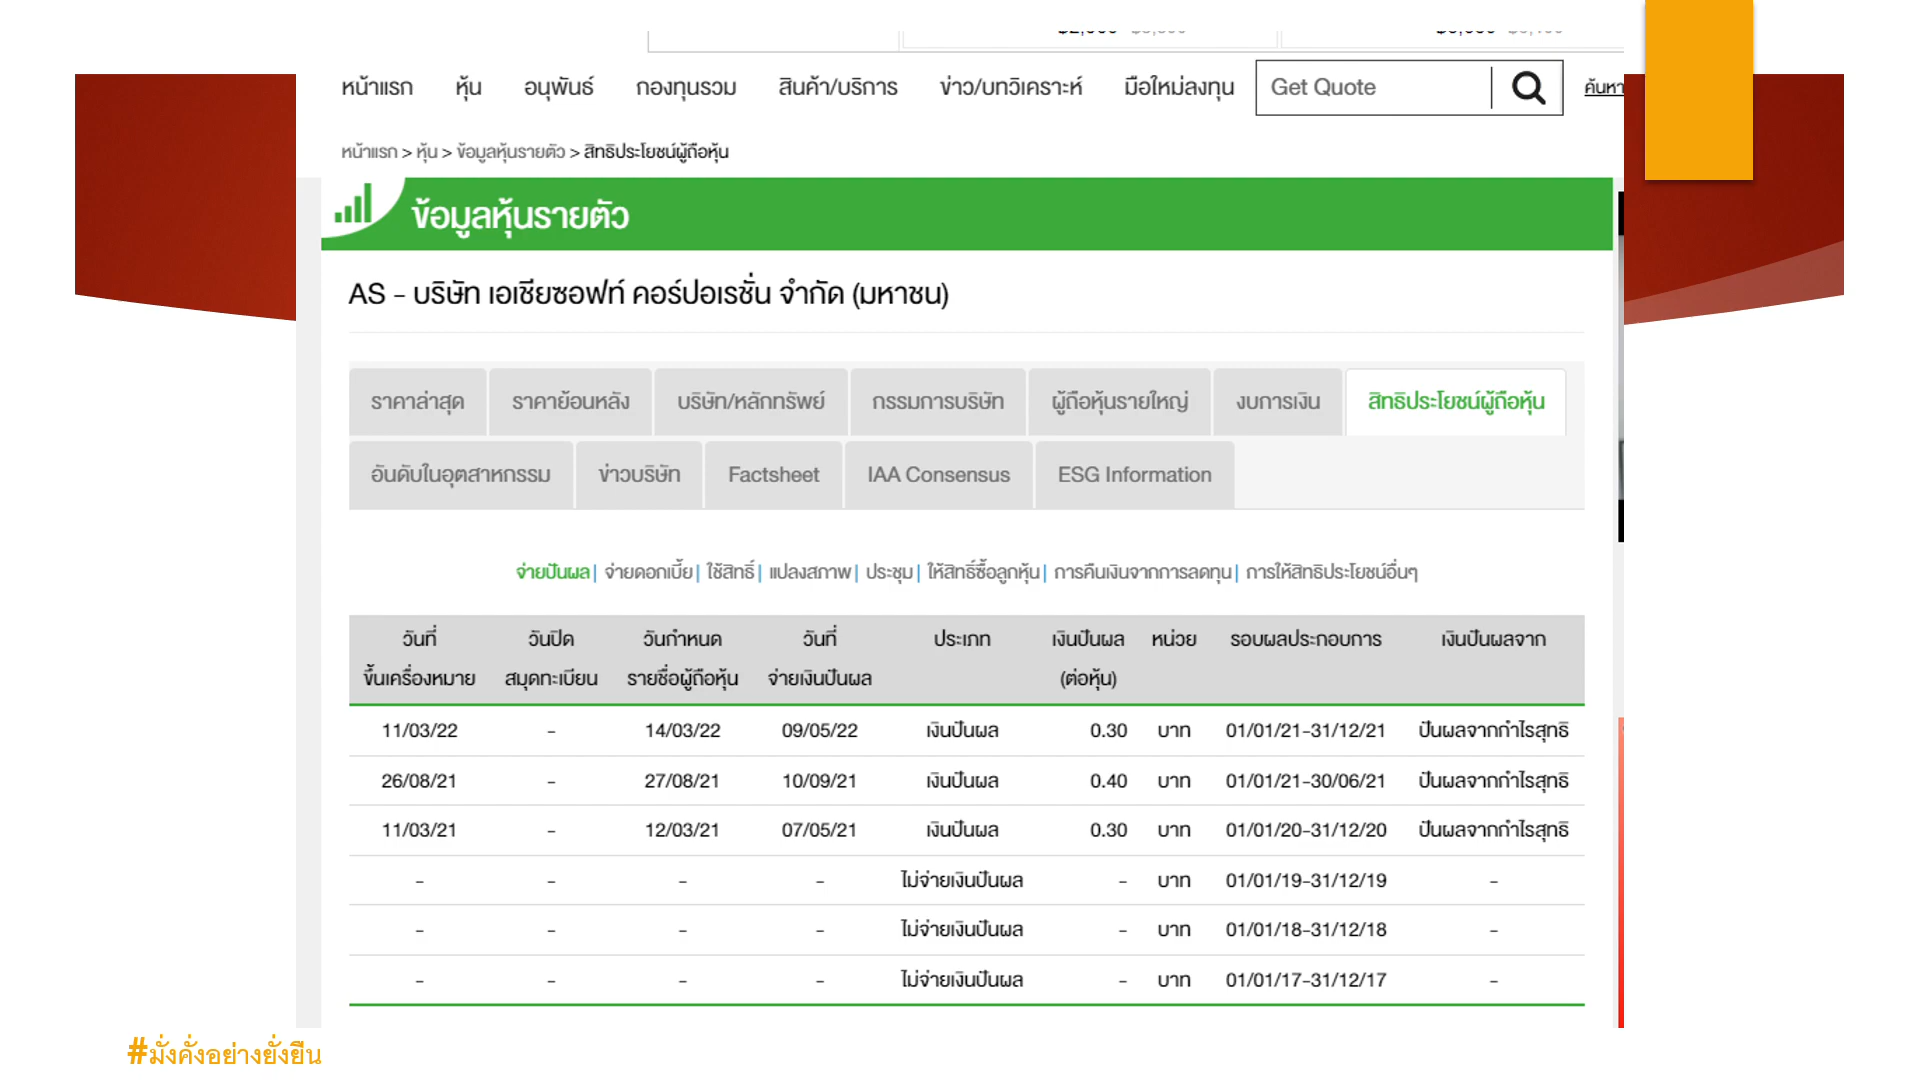 หน้าแรก หุ้น อนุพันธ์ กองทุนรวม สินค้า/บริการ ข่าว/บทวิเคราะห์ มือใหม่ลงทุน Get Quote ค้นหา
หน้าแรก > หุ้น > ข้อมูลหุ้นรายตัว > สิทธิประโยชน์ผู้ถือหุ้น
ข้อมูลหุ้นรายตัว
AS - บริษัท เอเชียซอฟท์ คอร์ปอเรชั่น จำกัด (มหาชน)
ราคาล่าสุด ราคาย้อนหลัง บริษัท/หลักทรัพย์ กรรมการบริษัท ผู้ถือหุ้นรายใหญ่ งบการเงิน สิทธิประโยชน์ผู้ถือหุ้น
อันดับในอุตสาหกรรม ข่าวบริษัท Factsheet IAA Consensus ESG Information
จ่ายปันผล| จ่ายดอกเบี้ย| ใช้สิทธิ์| แปลงสภาพ| ประชุม| ให้สิทธิ์ซื้อลูกหุ้น| การคืนเงินจากการลดทุน| การให้สิทธิประโยชน์อื่นๆ
วันที่ วันปิด วันกำหนด วันที่ ประเภท เงินปันผล หน่วย รอบผลประกอบการ เงินปันผลจาก
ขึ้นเครื่องหมาย สมุดทะเบียน รายชื่อผู้ถือหุ้น จ่ายเงินปันผล (ต่อหุ้น)
11/03/22 - 14/03/22 09/05/22 เงินปันผล 0.30 บาท 01/01/21-31/12/21 ปันผลจากกำไรสุทธิ
26/08/21 - 27/08/21 10/09/21 เงินปันผล 0.40 บาท 01/01/21-30/06/21 ปันผลจากกำไรสุทธิ
11/03/21 - 12/03/21 07/05/21 เงินปันผล 0.30 บาท 01/01/20-31/12/20 ปันผลจากกำไรสุทธิ
- - - - ไม่จ่ายเงินปันผล - บาท 01/01/19-31/12/19 -
- - - - ไม่จ่ายเงินปันผล - บาท 01/01/18-31/12/18 -
- - - - ไม่จ่ายเงินปันผล - บาท 01/01/17-31/12/17 -
#มั่งคั่งอย่างยั่งยืน